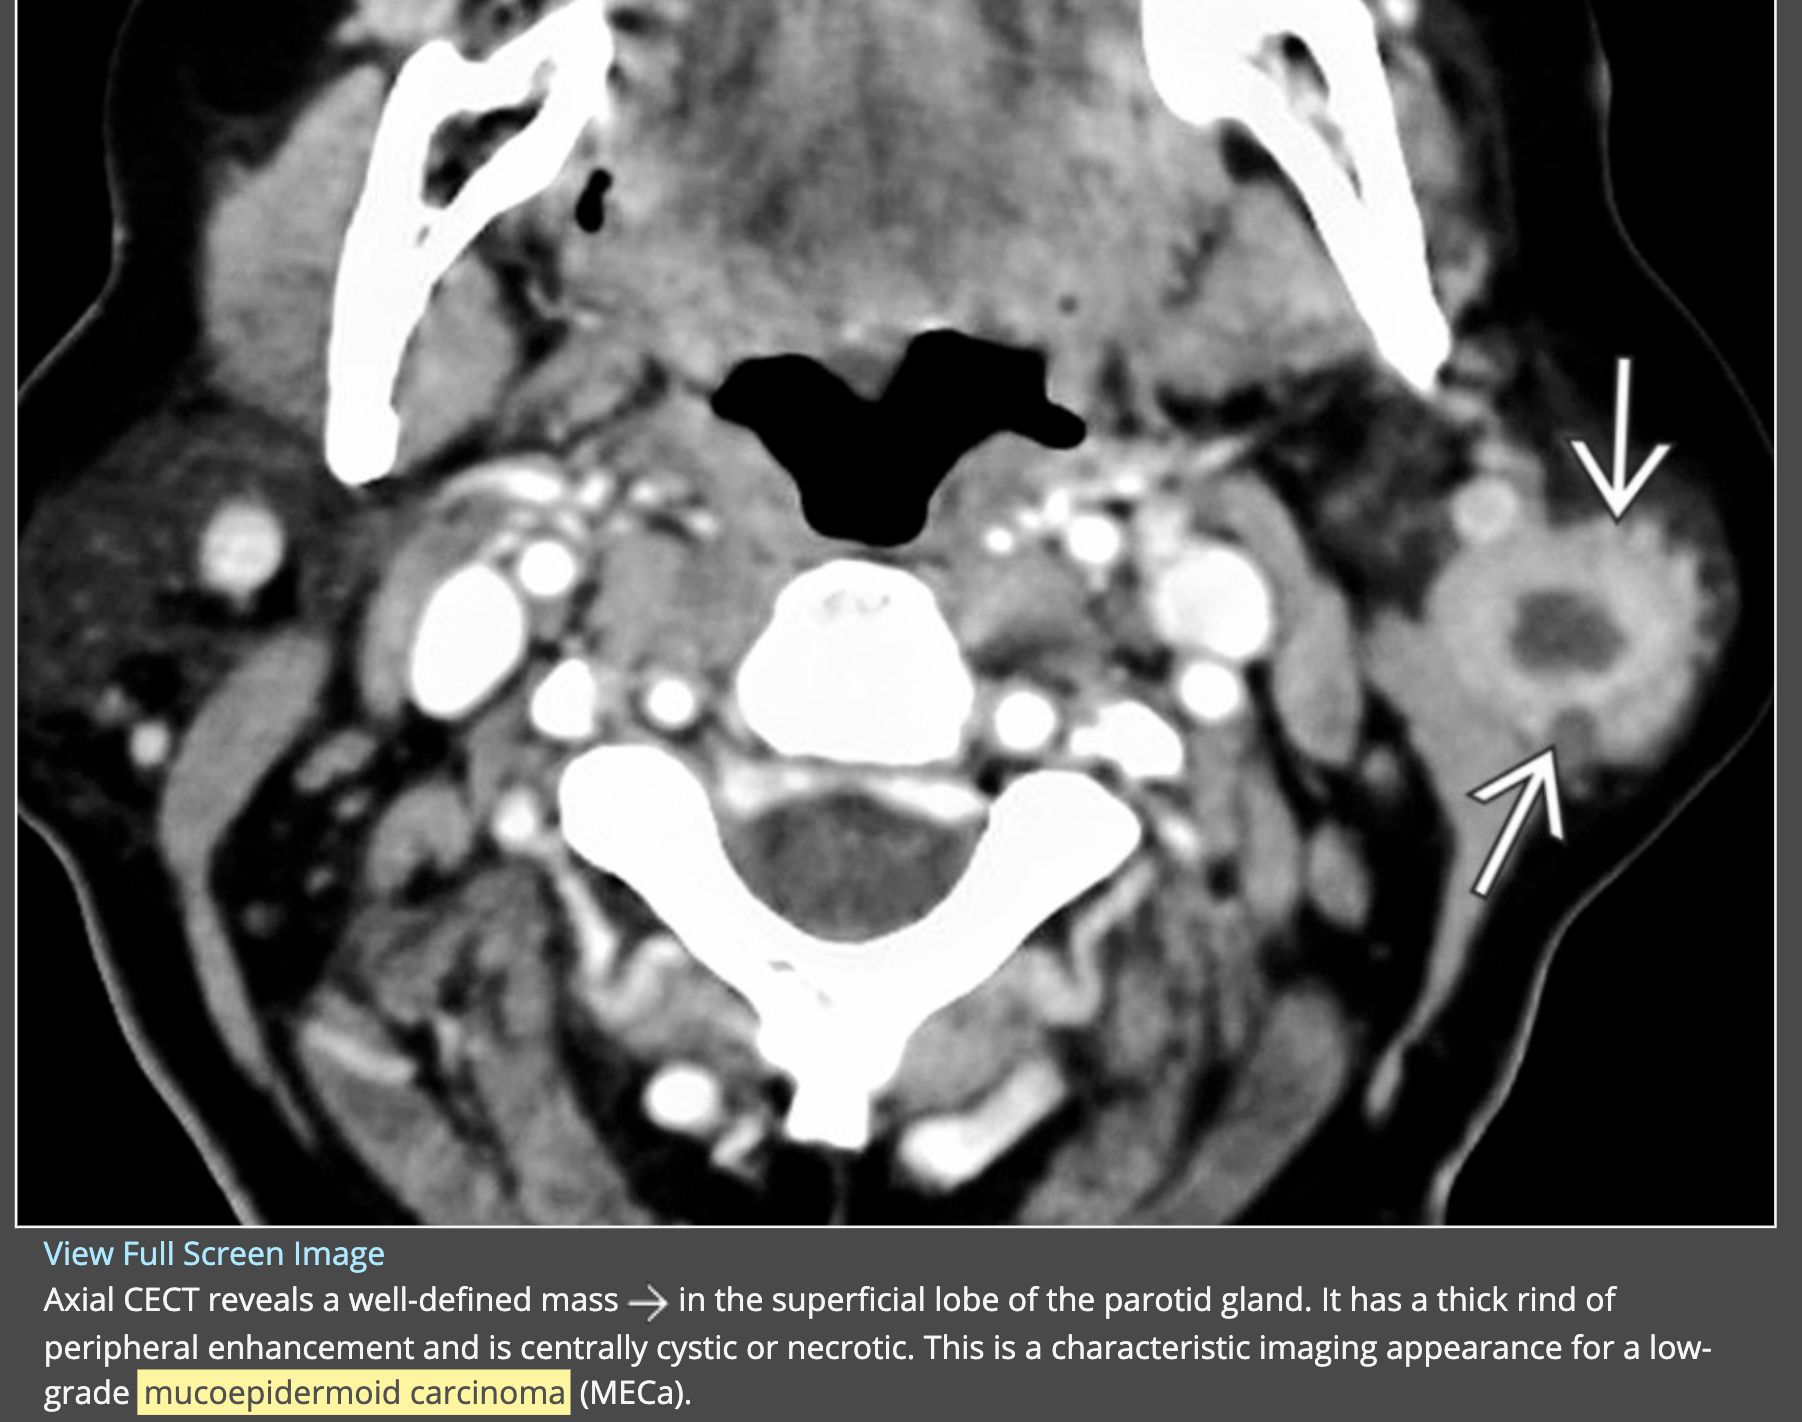 View Full Screen Image
Axial CECT reveals a well-defined mass → in the superficial lobe of the parotid gland. It has a thick rind of
peripheral enhancement and is centrally cystic or necrotic. This is a characteristic imaging appearance for a low-
grade mucoepidermoid carcinoma (MECa).